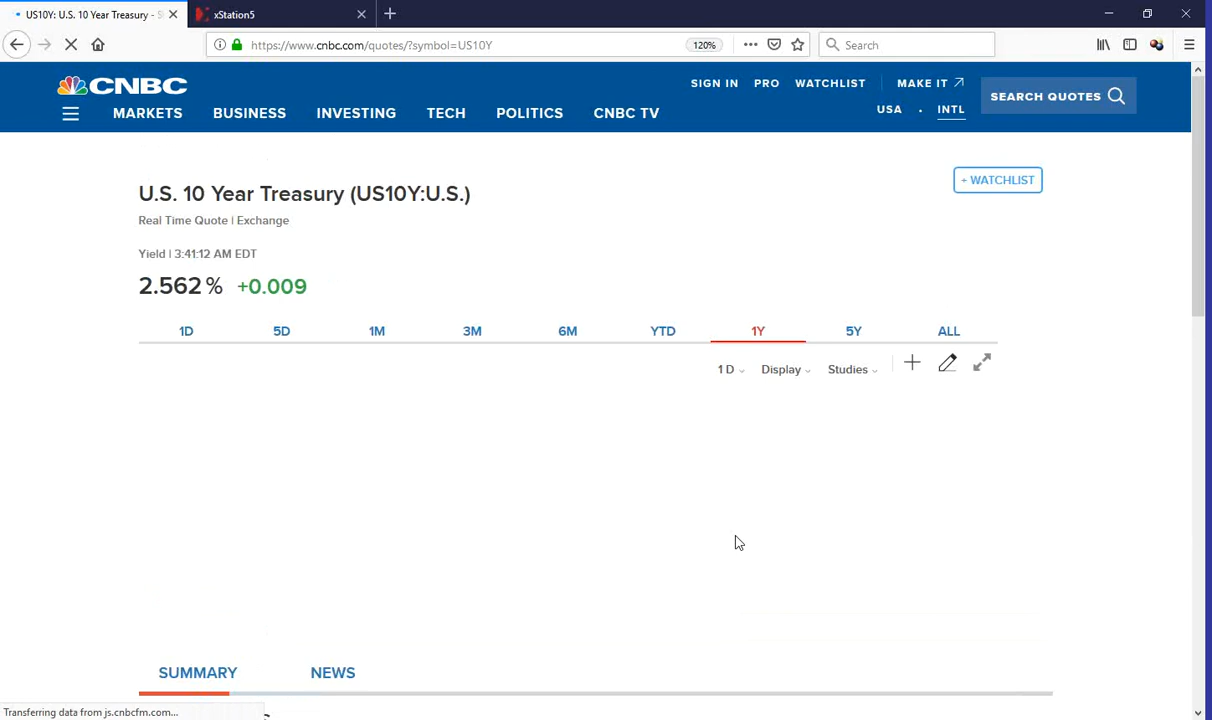 US10Y: U.S. 10 Year Treasury - S
xStation5
https://www.cnbc.com/quotes/?symbol=US10Y
120%
Search
CNBC
SIGN IN PRO WATCHLIST MAKE IT
USA • INTL
SEARCH QUOTES
MARKETS BUSINESS INVESTING TECH POLITICS CNBC TV
U.S. 10 Year Treasury (US10Y:U.S.)
+ WATCHLIST
Real Time Quote | Exchange
Yield | 3:41:12 AM EDT
2.562% +0.009
1D 5D 1M 3M 6M YTD 1Y 5Y ALL
1 D Display Studies
SUMMARY NEWS
Transferring data from js.cnbcfm.com...